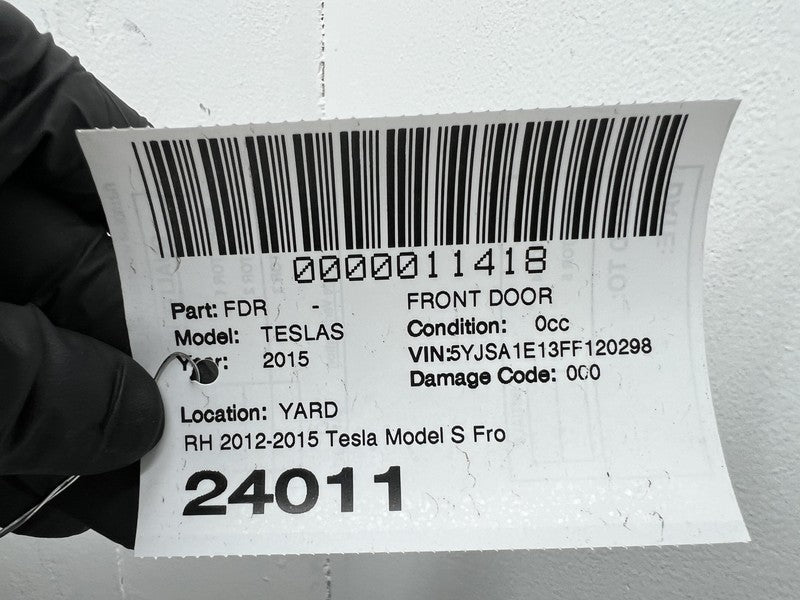 0000011418
Part: FDR - FRONT DOOR
Model: TESLAS Condition: 0cc
Year: 2015 VIN:5YJSA1E13FF120298
Damage Code: 000
Location: YARD
RH 2012-2015 Tesla Model S Fro
24011